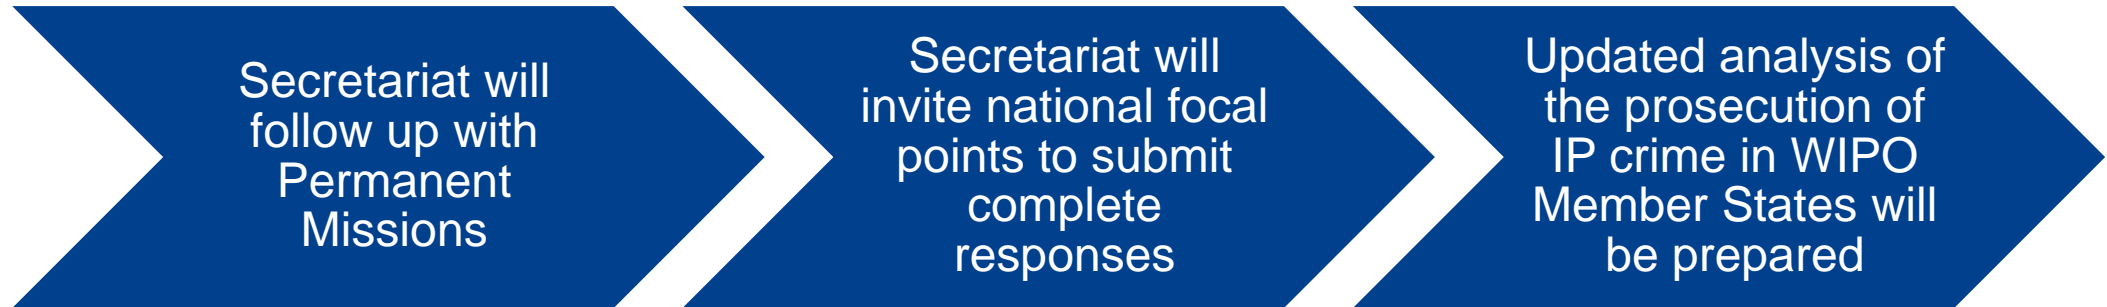 Secretariat will
follow up with
Permanent
Missions
Secretariat will
invite national focal
points to submit
complete
responses
Updated analysis of
the prosecution of
IP crime in WIPO
Member States will
be prepared